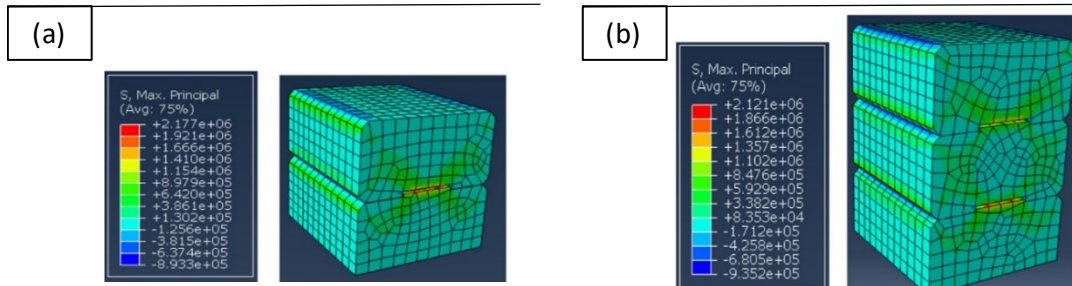 (a)
S, Max. Principal
(Avg: 75%)
+2.177e+06
+1.921e+06
+1.666e+06
+1.410e+06
+1.154e+06
+8.979e+05
+6.420e+05
+3.861e+05
+1.302e+05
-1.256e+05
-3.815e+05
-6.374e+05
-8.933e+05
(b)
S, Max. Principal
(Avg: 75%)
+2.121e+06
+1.866e+06
+1.612e+06
+1.357e+06
+1.102e+06
+8.476e+05
+5.929e+05
+3.382e+05
+8.353e+04
-1.712e+05
-4.258e+05
-6.805e+05
-9.352e+05